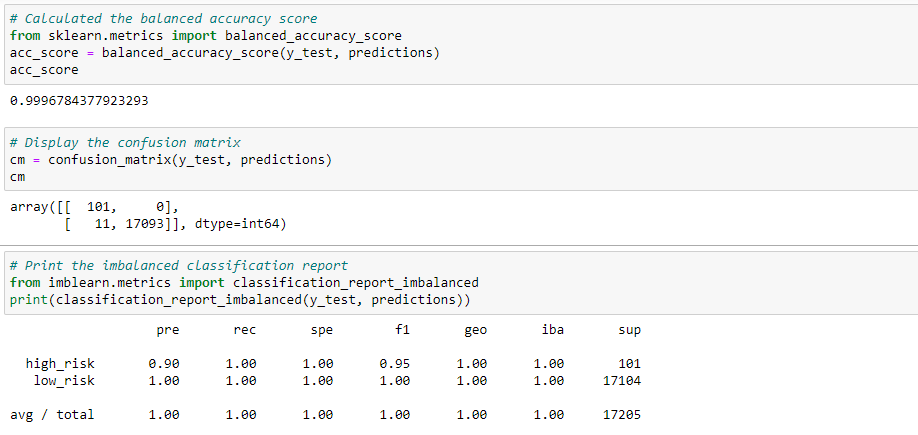 # Calculated the balanced accuracy score
from sklearn.metrics import balanced_accuracy_score
acc_score = balanced_accuracy_score(y_test, predictions)
acc_score
0.9996784377923293
# Display the confusion matrix
cm = confusion_matrix(y_test, predictions)
cm
array([[  101,     0],
       [   11, 17093]], dtype=int64)
# Print the imbalanced classification report
from imblearn.metrics import classification_report_imbalanced
print(classification_report_imbalanced(y_test, predictions))
pre rec spe f1 geo iba sup
high_risk 0.90 1.00 1.00 0.95 1.00 1.00 101
low_risk 1.00 1.00 1.00 1.00 1.00 1.00 17104
avg / total 1.00 1.00 1.00 1.00 1.00 1.00 17205